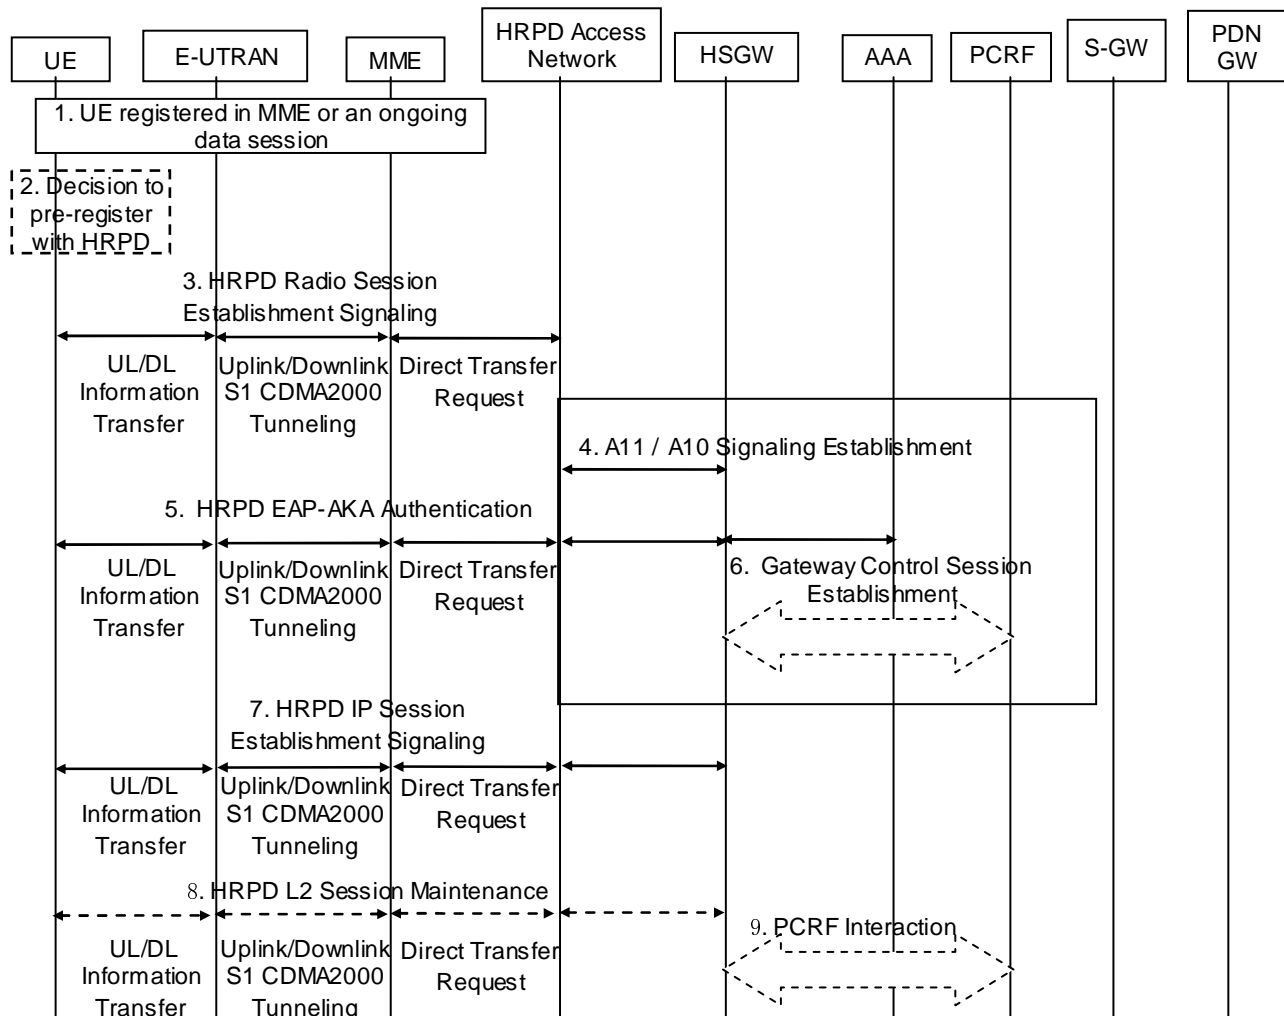 UE
E-UTRAN
MME
HRPD Access
Network
HSGW
AAA
PCRF
S-GW
PDN
GW
1. UE registered in MME or an ongoing
data session
2. Decision to
pre-register
with HRPD
3. HRPD Radio Session
Establishment Signaling
UL/DL
Information
Transfer
Uplink/Downlink
S1 CDMA2000
Tunneling
Direct Transfer
Request
4. A11 / A10 Signaling Establishment
5. HRPD EAP-AKA Authentication
UL/DL
Information
Transfer
Uplink/Downlink
S1 CDMA2000
Tunneling
Direct Transfer
Request
6. Gateway Control Session
Establishment
7. HRPD IP Session
Establishment Signaling
UL/DL
Information
Transfer
Uplink/Downlink
S1 CDMA2000
Tunneling
Direct Transfer
Request
8. HRPD L2 Session Maintenance
UL/DL
Information
Transfer
Uplink/Downlink
S1 CDMA2000
Tunneling
Direct Transfer
Request
9. PCRF Interaction